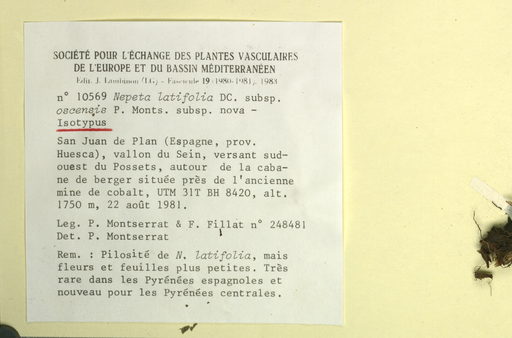 SOCIÉTÉ POUR L'ÉCHANGE DES PLANTES VASCULAIRES
DE L'EUROPE ET DU BASSIN MÉDITERRANÉEN
Edit. J. Lambinon (LG) - Fascicule 19 (1980-1981), 1983
n° 10569 Nepeta latifolia DC. subsp.
oscensis P. Monts. subsp. nova -
Isotypus
San Juan de Plan (Espagne, prov.
Huesca), vallon du Sein, versant sud-
ouest du Possets, autour de la caba-
ne de berger située près de l'ancienne
mine de cobalt, UTM 31T BH 8420, alt.
1750 m, 22 août 1981.
Leg. P. Montserrat & F. Fillat n° 248481
Det. P. Montserrat
Rem. : Pilosité de N. latifolia, mais
fleurs et feuilles plus petites. Très
rare dans les Pyrénées espagnoles et
nouveau pour les Pyrénées centrales.